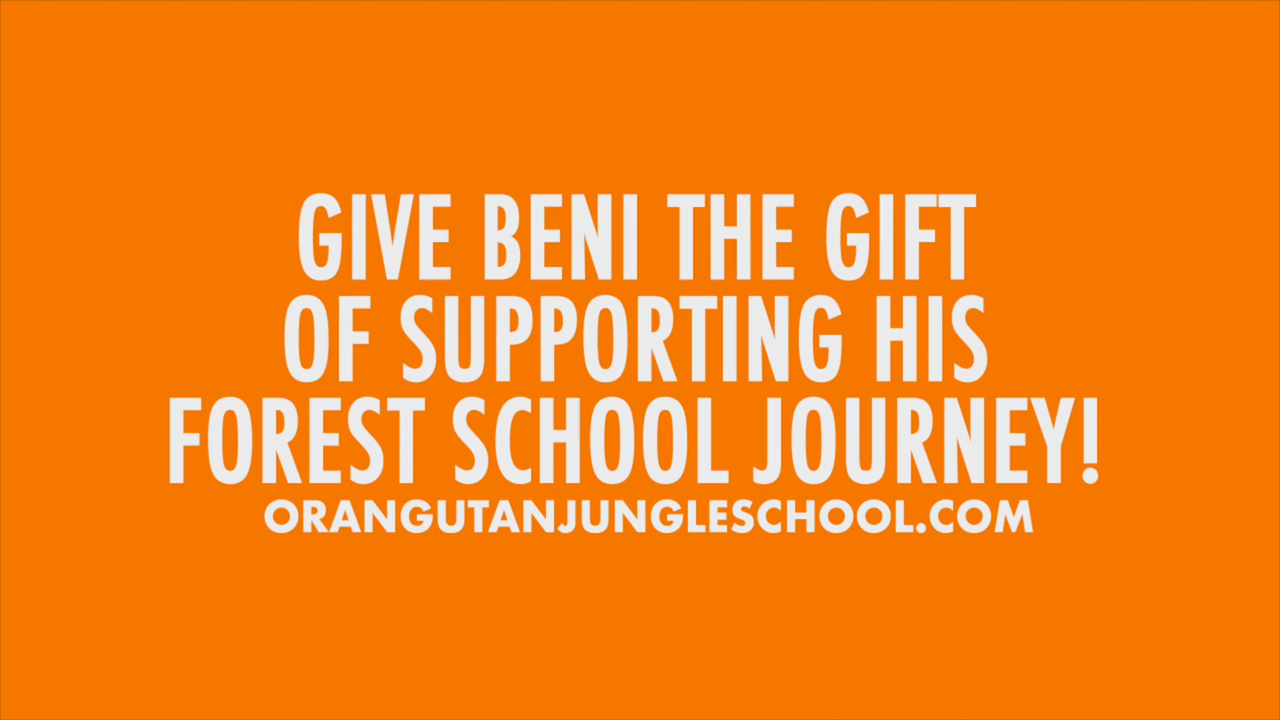 GIVE BENI THE GIFT
OF SUPPORTING HIS
FOREST SCHOOL JOURNEY!
ORANGUTANJUNGLESCHOOL.COM